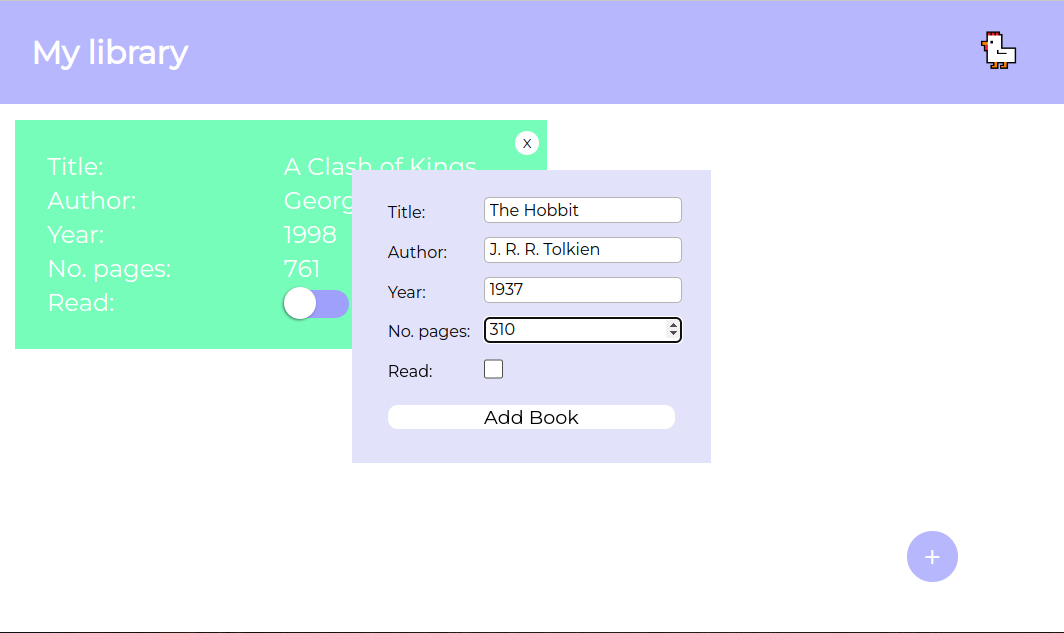 My library
X
Title: A Clash of Kings
Author: Georg
Year: 1998
No. pages: 761
Read:
Title: The Hobbit
Author: J. R. R. Tolkien
Year: 1937
No. pages: 310
Read:
Add Book
+